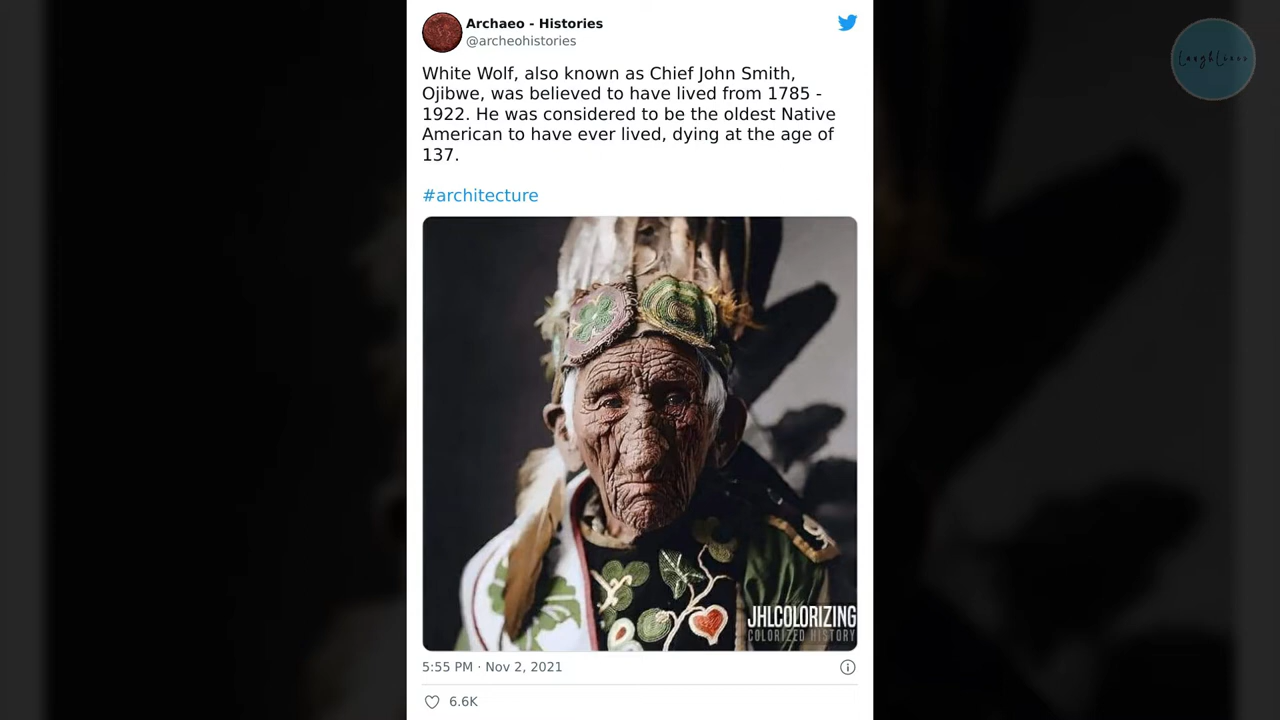 Archaeo - Histories
@archeohistories
White Wolf, also known as Chief John Smith,
Ojibwe, was believed to have lived from 1785 -
1922. He was considered to be the oldest Native
American to have ever lived, dying at the age of
137.
#architecture
JHLCOLORIZING
COLORIZED HISTORY
5:55 PM · Nov 2, 2021
6.6K
LaughLines